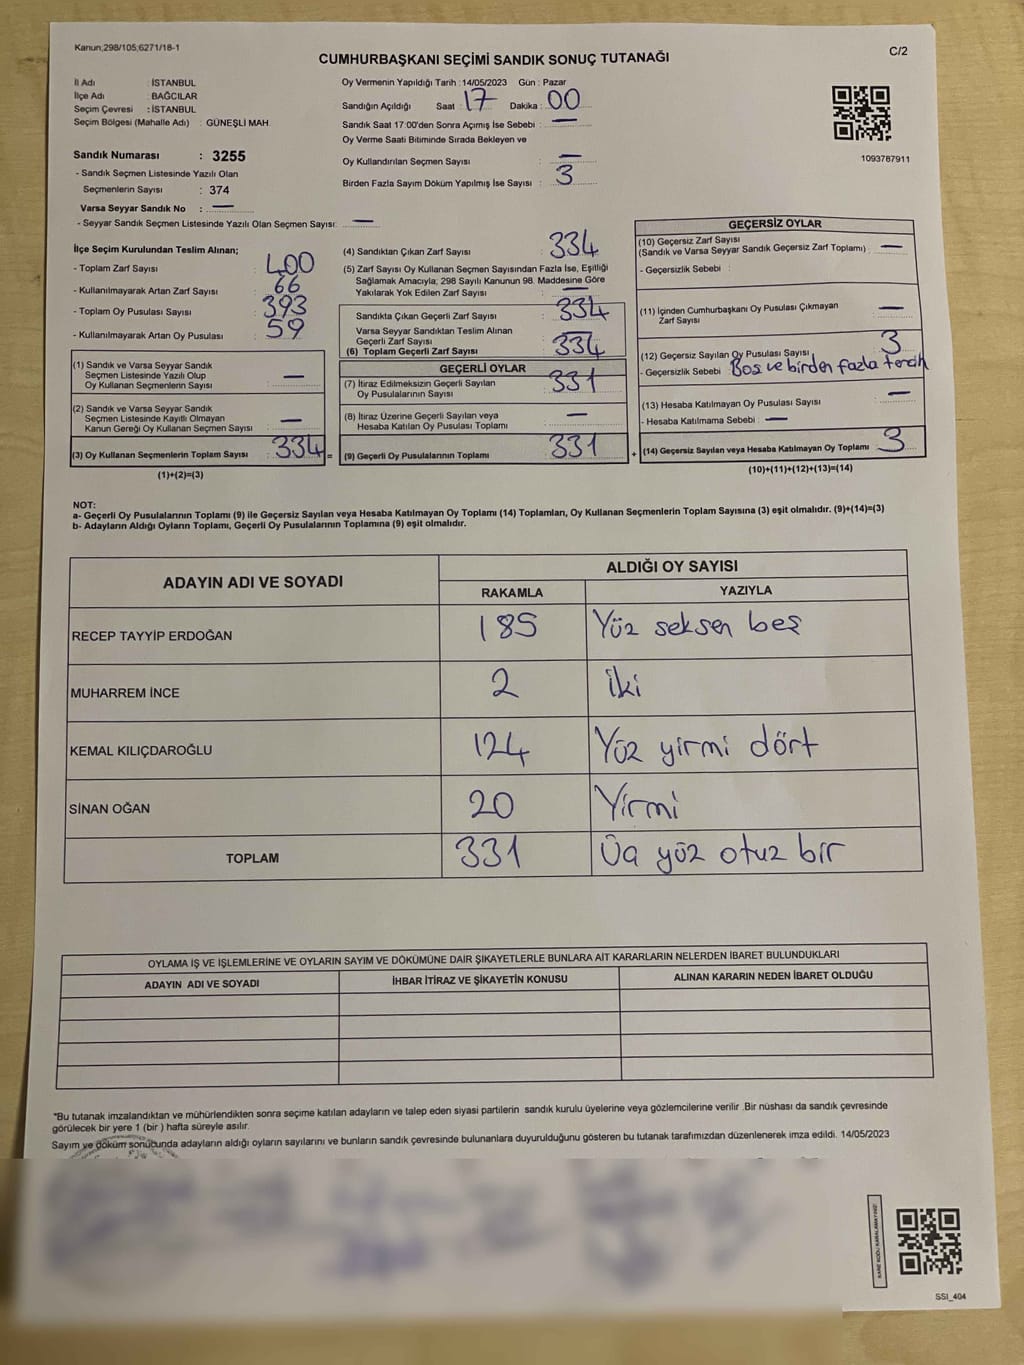 Kanun;298/105;6271/18-1
C/2
CUMHURBAŞKANI SEÇİMİ SANDIK SONUÇ TUTANAĞI
İl Adı : İSTANBUL
İlçe Adı : BAĞCILAR
Seçim Çevresi : İSTANBUL
Seçim Bölgesi (Mahalle Adı) : GÜNEŞLİ MAH.
Sandık Numarası : 3255
- Sandık Seçmen Listesinde Yazılı Olan
Seçmenlerin Sayısı : 374
Varsa Seyyar Sandık No : —
- Seyyar Sandık Seçmen Listesinde Yazılı Olan Seçmen Sayısı: —
Oy Vermenin Yapıldığı Tarih : 14/05/2023 Gün : Pazar
Sandığın Açıldığı Saat : 17 Dakika : 00
Sandık Saat 17:00'den Sonra Açımış İse Sebebi : —
Oy Verme Saati Bitiminde Sırada Bekleyen ve
Oy Kullandırılan Seçmen Sayısı : —
Birden Fazla Sayım Döküm Yapılmış İse Sayısı : 3
1093787911
İlçe Seçim Kurulundan Teslim Alınan;
- Toplam Zarf Sayısı : 400
- Kullanılmayarak Artan Zarf Sayısı : 66
- Toplam Oy Pusulası Sayısı : 393
- Kullanılmayarak Artan Oy Pusulası : 59
(1) Sandık ve Varsa Seyyar Sandık
Seçmen Listesinde Yazılı Olup
Oy Kullanan Seçmenlerin Sayısı : —
(2) Sandık ve Varsa Seyyar Sandık
Seçmen Listesinde Kayıtlı Olmayan
Kanun Gereği Oy Kullanan Seçmen Sayısı : —
(3) Oy Kullanan Seçmenlerin Toplam Sayısı : 334 =
(1)+(2)=(3)
(4) Sandıktan Çıkan Zarf Sayısı : 334
(5) Zarf Sayısı Oy Kullanan Seçmen Sayısından Fazla İse, Eşitliği
Sağlamak Amacıyla; 298 Sayılı Kanunun 98. Maddesine Göre
Yakılarak Yok Edilen Zarf Sayısı : —
Sandıkta Çıkan Geçerli Zarf Sayısı : 334
Varsa Seyyar Sandıktan Teslim Alınan
Geçerli Zarf Sayısı : —
(6) Toplam Geçerli Zarf Sayısı : 334
GEÇERLİ OYLAR
(7) İtiraz Edilmeksizin Geçerli Sayılan
Oy Pusulalarının Sayısı : 331
(8) İtiraz Üzerine Geçerli Sayılan veya
Hesaba Katılan Oy Pusulası Toplamı : —
(9) Geçerli Oy Pusulalarının Toplamı : 331 +
GEÇERSİZ OYLAR
(10) Geçersiz Zarf Sayısı
(Sandık ve Varsa Seyyar Sandık Geçersiz Zarf Toplamı) : —
- Geçersizlik Sebebi :
(11) İçinden Cumhurbaşkanı Oy Pusulası Çıkmayan
Zarf Sayısı : —
(12) Geçersiz Sayılan Oy Pusulası Sayısı : 3
- Geçersizlik Sebebi : Boş ve birden fazla tercih
(13) Hesaba Katılmayan Oy Pusulası Sayısı : —
- Hesaba Katılmama Sebebi : —
(14) Geçersiz Sayılan veya Hesaba Katılmayan Oy Toplamı : 3
(10)+(11)+(12)+(13)=(14)
NOT:
a- Geçerli Oy Pusulalarının Toplamı (9) ile Geçersiz Sayılan veya Hesaba Katılmayan Oy Toplamı (14) Toplamları, Oy Kullanan Seçmenlerin Toplam Sayısına (3) eşit olmalıdır. (9)+(14)=(3)
b- Adayların Aldığı Oyların Toplamı, Geçerli Oy Pusulalarının Toplamına (9) eşit olmalıdır.
ADAYIN ADI VE SOYADI
ALDIĞI OY SAYISI
RAKAMLA YAZIYLA
RECEP TAYYİP ERDOĞAN 185 Yüz seksen beş
MUHARREM İNCE 2 İki
KEMAL KILIÇDAROĞLU 124 Yüz yirmi dört
SİNAN OĞAN 20 Yirmi
TOPLAM 331 Üç yüz otuz bir
OYLAMA İŞ VE İŞLEMLERİNE VE OYLARIN SAYIM VE DÖKÜMÜNE DAİR ŞİKAYETLERLE BUNLARA AİT KARARLARIN NELERDEN İBARET BULUNDUKLARI
ADAYIN ADI VE SOYADI İHBAR İTİRAZ VE ŞİKAYETİN KONUSU ALINAN KARARIN NEDEN İBARET OLDUĞU
*Bu tutanak imzalandıktan ve mühürlendikten sonra seçime katılan adayların ve talep eden siyasi partilerin sandık kurulu üyelerine veya gözlemcilerine verilir .Bir nüshası da sandık çevresinde
görülecek bir yere 1 (bir ) hafta süreyle asılır.
Sayım ve döküm sonucunda adayların aldığı oyların sayılarını ve bunların sandık çevresinde bulunanlara duyurulduğunu gösteren bu tutanak tarafımızdan düzenlenerek imza edildi. 14/05/2023
KARE KODU KARALAMAYINIZ
SSI_404